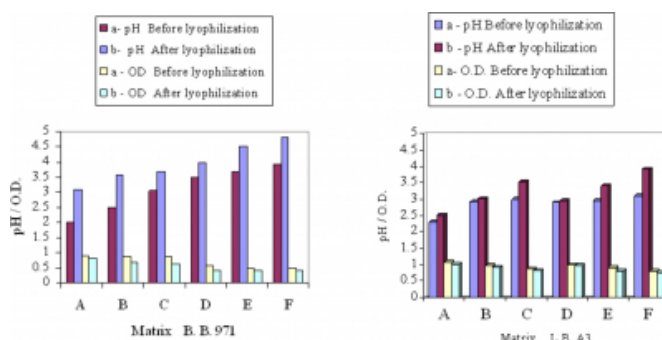 a- pH Before lyophilization
b- pH After lyophilization
a - OD Before lyophilization
b - OD After lyophilization
pH / O.D.
5
4.5
4
3.5
3
2.5
2
1.5
1
0.5
0
A B C D E F
Matrix B. B. 971
a - pH Before lyophilization
b - pH After lyophilization
a- O.D. Before lyophilization
b - O.D. After lyophilization
pH / O.D.
5
4.5
4
3.5
3
2.5
2
1.5
1
0.5
0
A B C D E F
Matrix L.B. A3